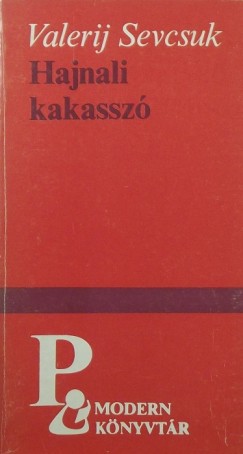 Valerij Sevcsuk
Hajnali
kakasszó
P
MODERN
KÖNYVTÁR